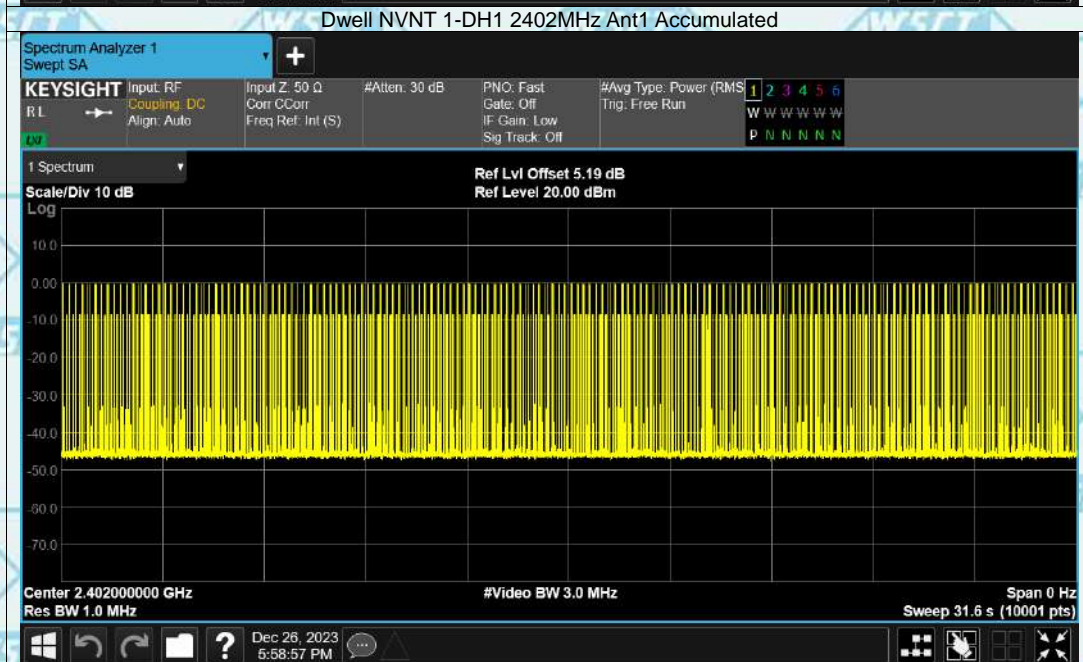 Dwell NVNT 1-DH1 2402MHz Ant1 Accumulated
Spectrum Analyzer 1
Swept SA
+
KEYSIGHT
R L
LXI
Input: RF
Coupling: DC
Align: Auto
Input Z: 50 Ω
Corr CCorr
Freq Ref: Int (S)
#Atten: 30 dB
PNO: Fast
Gate: Off
IF Gain: Low
Sig Track: Off
#Avg Type: Power (RMS
Trig: Free Run
1 2 3 4 5 6
W W W W W W
P N N N N N
1 Spectrum
Scale/Div 10 dB
Ref Lvl Offset 5.19 dB
Ref Level 20.00 dBm
Log
10.0
0.00
-10.0
-20.0
-30.0
-40.0
-50.0
-60.0
-70.0
Center 2.402000000 GHz
#Video BW 3.0 MHz
Span 0 Hz
Res BW 1.0 MHz
Sweep 31.6 s (10001 pts)
?
Dec 26, 2023
5:58:57 PM